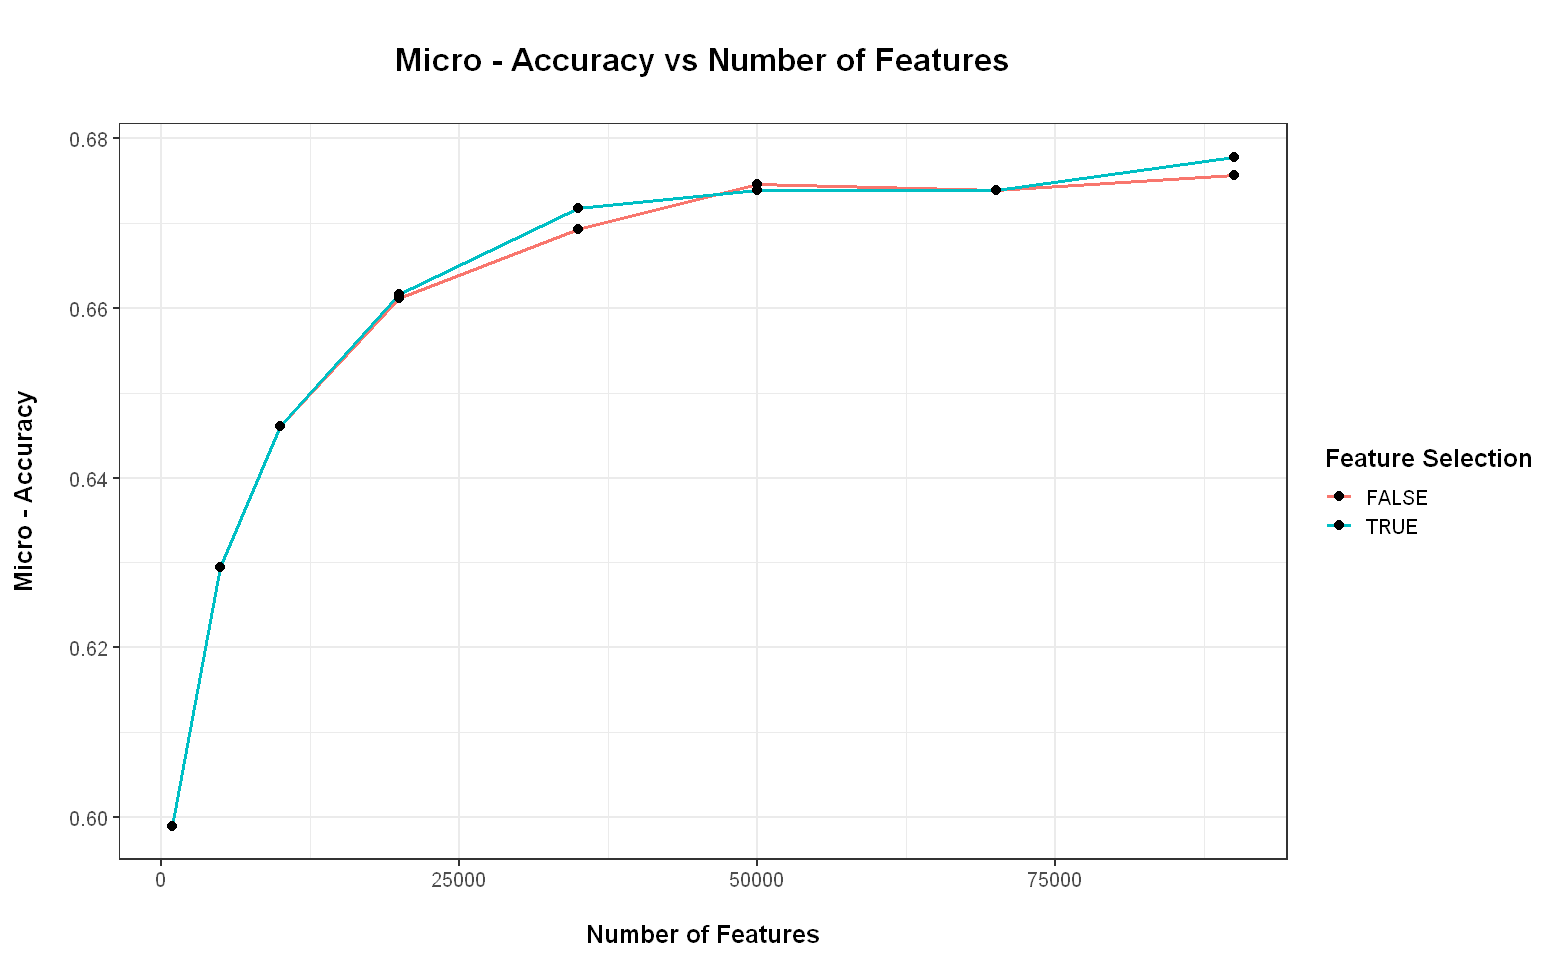 Micro - Accuracy vs Number of Features
0.68
0.66
0.64
0.62
0.60
Micro - Accuracy
0
25000
50000
75000
Number of Features
Feature Selection
FALSE
TRUE